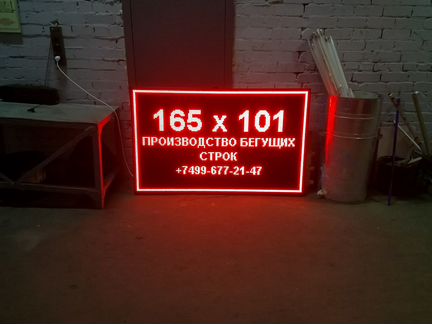 165 x 101
ПРОИЗВОДСТВО БЕГУЩИХ
СТРОК
+7499-677-21-47